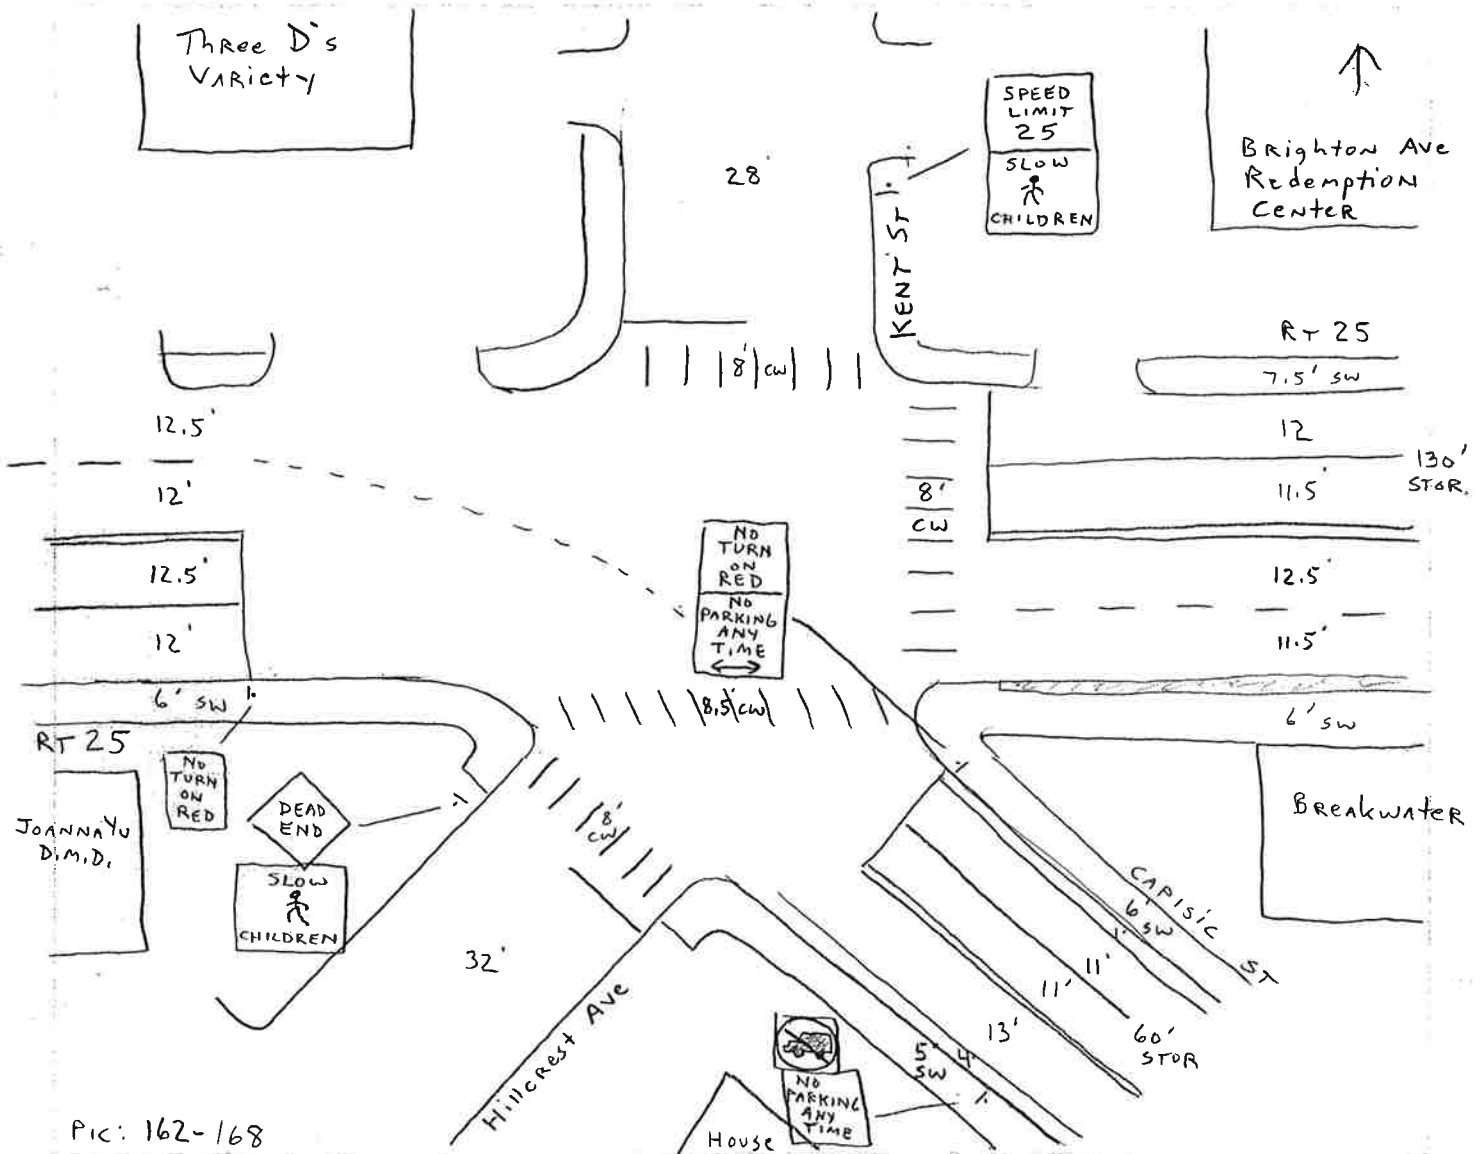 Three D's
Variety
28'
SPEED
LIMIT
25
SLOW
CHILDREN
Brighton Ave
Redemption
Center
KENT ST
8' CW
RT 25
7.5' SW
12.5'
12
130'
STOR.
11.5'
12'
8'
CW
NO
TURN
ON
RED
NO
PARKING
ANY
TIME
12.5'
12.5'
12'
11.5'
6' SW
8.5' CW
6' SW
RT 25
NO
TURN
ON
RED
DEAD
END
SLOW
CHILDREN
JOANNA YU
D.M.D.
8'
CW
Breakwater
CAPISIC ST
6'
SW
1'
11'
11'
32'
Hillcrest Ave
13'
60'
STOR
5'
SW
4'
NO
PARKING
ANY
TIME
House
Pic: 162-168